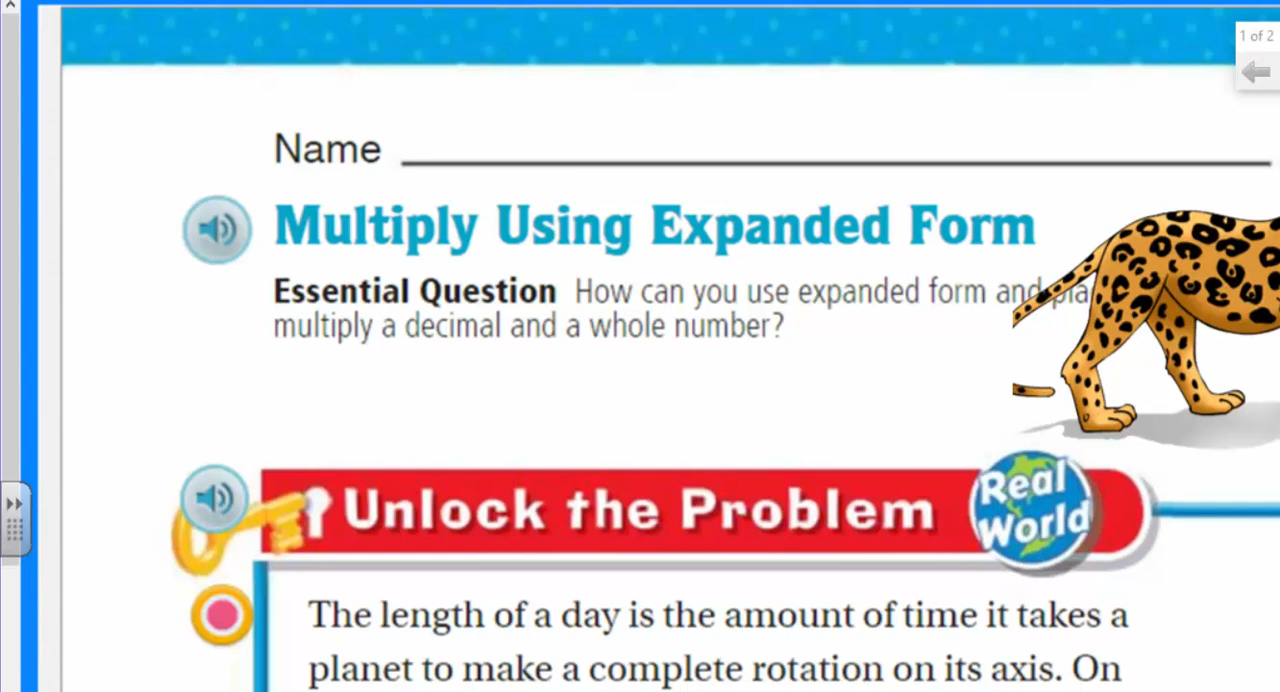 1 of 2
Name
Multiply Using Expanded Form
Essential Question How can you use expanded form and
multiply a decimal and a whole number?
Unlock the Problem
Real
World
The length of a day is the amount of time it takes a
planet to make a complete rotation on its axis. On